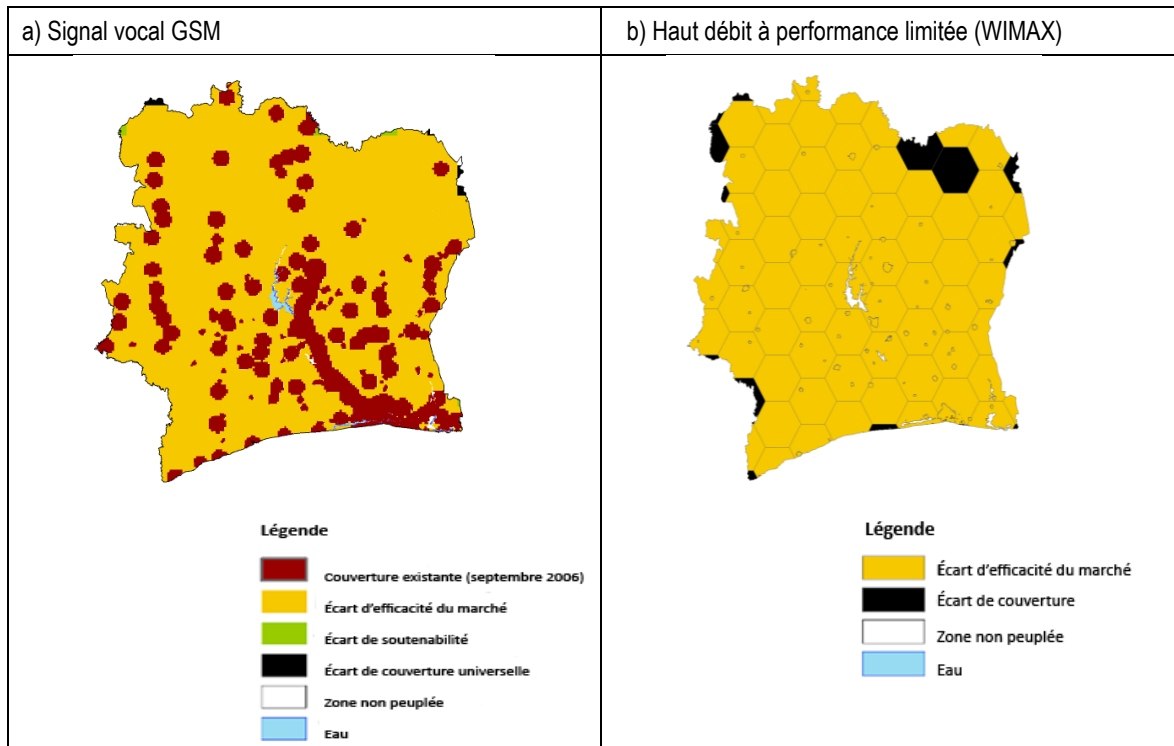 a) Signal vocal GSM
b) Haut débit à performance limitée (WIMAX)
Légende
Couverture existante (septembre 2006)
Écart d'efficacité du marché
Écart de soutenabilité
Écart de couverture universelle
Zone non peuplée
Eau
Légende
Écart d'efficacité du marché
Écart de couverture
Zone non peuplée
Eau